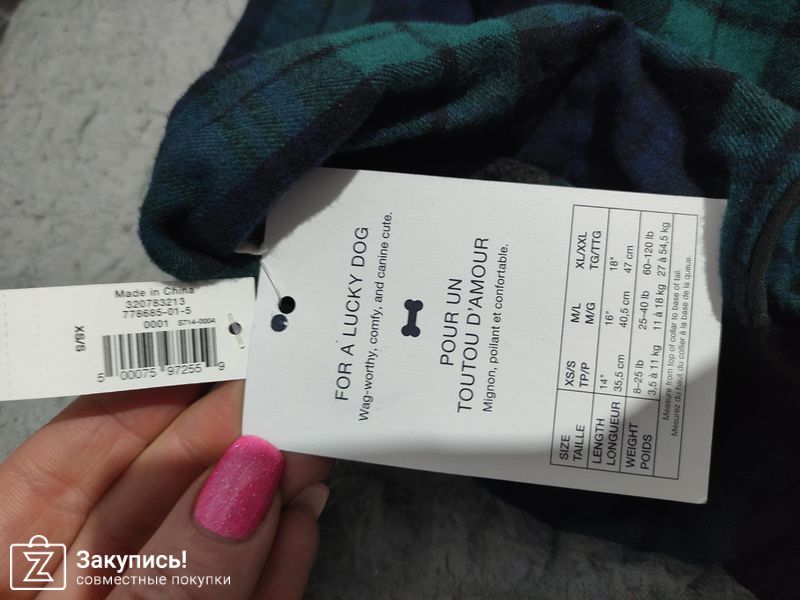 Made in China
320783213
778685-01-5
0001 5714-0004
XS/S
5 00075 97255 9
FOR A LUCKY DOG
Wag-worthy, comfy, and canine cute.
POUR UN
TOUTOU D'AMOUR
Mignon, poilant et confortable.
SIZE XS/S M/L XL/XXL
TAILLE TP/P M/G TG/TTG
LENGTH 14" 16" 18"
LONGUEUR 35,5 cm 40,5 cm 47 cm
WEIGHT 8–25 lb 25-40 lb 60-120 lb
POIDS 3,5 à 11 kg 11 à 18 kg 27 à 54,5 kg
Measure from top of collar to base of tail.
Mesurez du haut du collier à la base de la queue.
Закупись!
совместные покупки